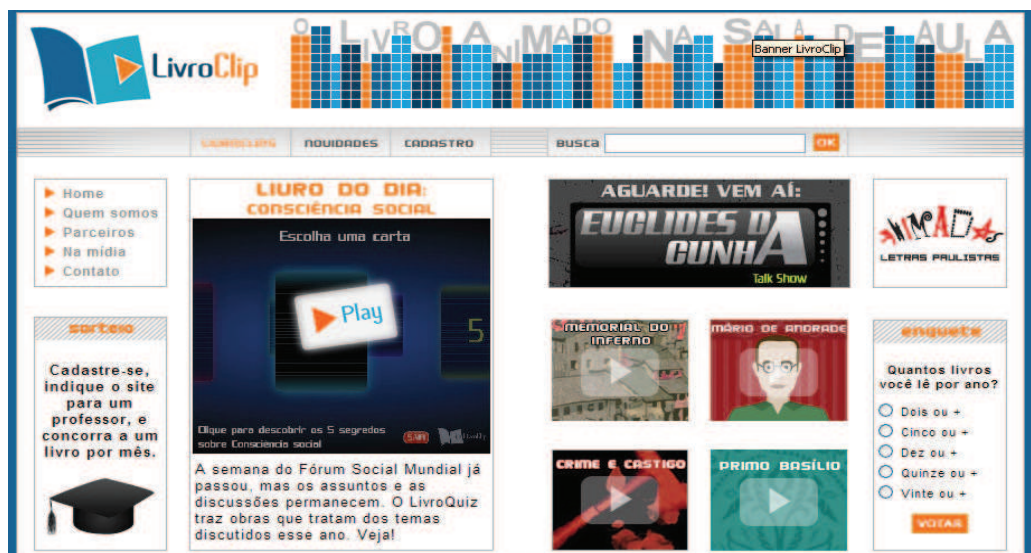 LivroClip
O LIVRO ANIMADO NA SALA DE AULA
Banner LivroClip
LIVROCLIPS
NOVIDADES
CADASTRO
BUSCA
OK
Home
Quem somos
Parceiros
Na mídia
Contato
sorteio
Cadastre-se,
indique o site
para um
professor, e
concorra a um
livro por mês.
LIVRO DO DIA:
CONSCIÊNCIA SOCIAL
Escolha uma carta
Play
5
Clique para descobrir os 5 segredos
sobre Consciência social
SAIR
LivroClip
A semana do Fórum Social Mundial já
passou, mas os assuntos e as
discussões permanecem. O LivroQuiz
traz obras que tratam dos temas
discutidos esse ano. Veja!
AGUARDE! VEM AÍ:
EUCLIDES DA
CUNHA
Talk Show
MEMORIAL DO
INFERNO
MÁRIO DE ANDRADE
CRIME E CASTIGO
PRIMO BASÍLIO
ANIMADAS
LETRAS PAULISTAS
enquete
Quantos livros
você lê por ano?
Dois ou +
Cinco ou +
Dez ou +
Quinze ou +
Vinte ou +
VOTAR